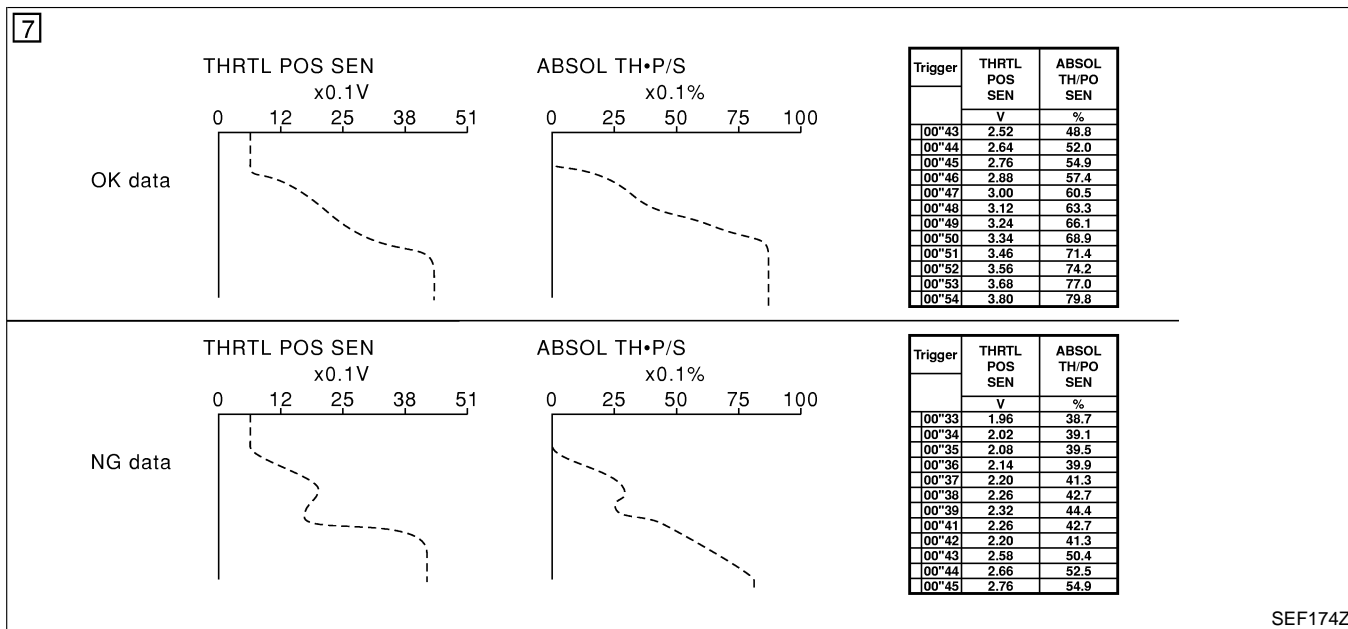 7
THRTL POS SEN
x0.1V
0 12 25 38 51
ABSOL TH•P/S
x0.1%
0 25 50 75 100
OK data
Trigger THRTL POS SEN ABSOL TH/PO SEN
V %
00"43 2.52 48.8
00"44 2.64 52.0
00"45 2.76 54.9
00"46 2.88 57.4
00"47 3.00 60.5
00"48 3.12 63.3
00"49 3.24 66.1
00"50 3.34 68.9
00"51 3.46 71.4
00"52 3.56 74.2
00"53 3.68 77.0
00"54 3.80 79.8
THRTL POS SEN
x0.1V
0 12 25 38 51
ABSOL TH•P/S
x0.1%
0 25 50 75 100
NG data
Trigger THRTL POS SEN ABSOL TH/PO SEN
V %
00"33 1.96 38.7
00"34 2.02 39.1
00"35 2.08 39.5
00"36 2.14 39.9
00"37 2.20 41.3
00"38 2.26 42.7
00"39 2.32 44.4
00"41 2.26 42.7
00"42 2.20 41.3
00"43 2.58 50.4
00"44 2.66 52.5
00"45 2.76 54.9
SEF174Z